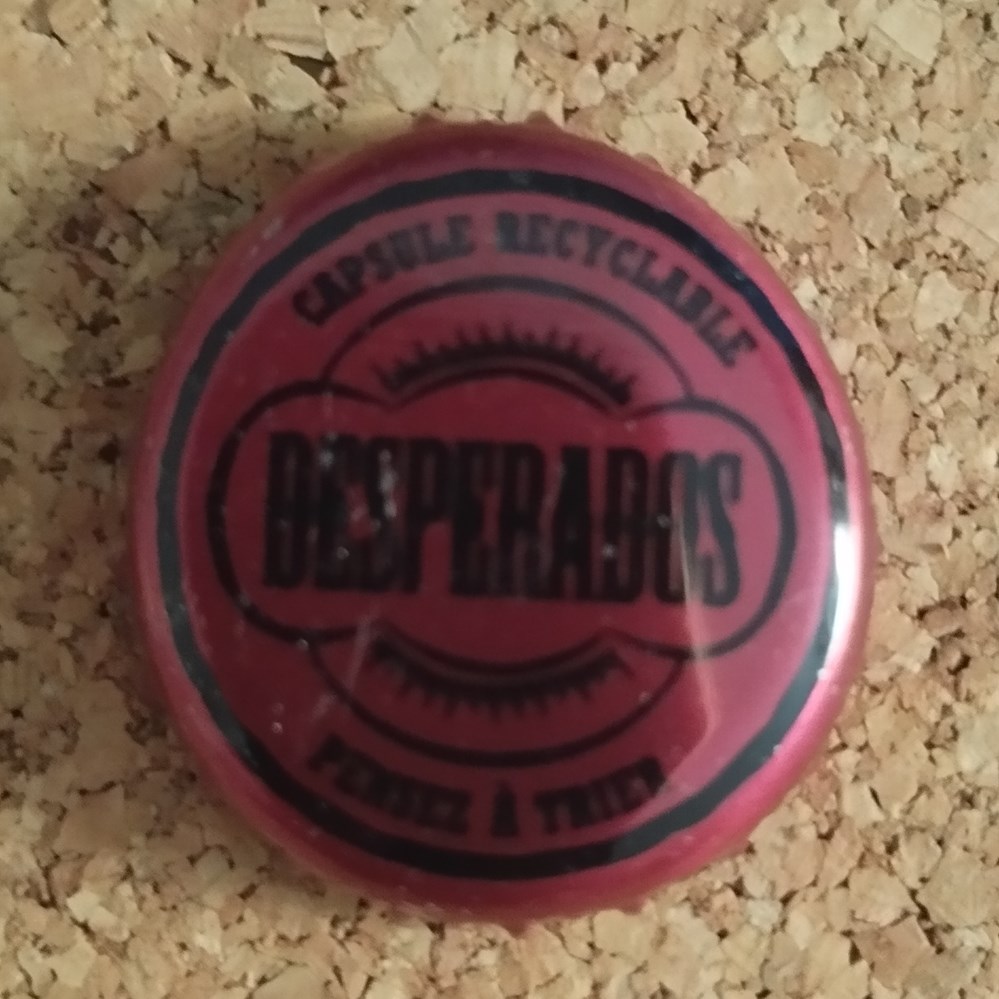 CAPSULE RECYCLABLE
DESPERADOS
PENSEZ À TRIER